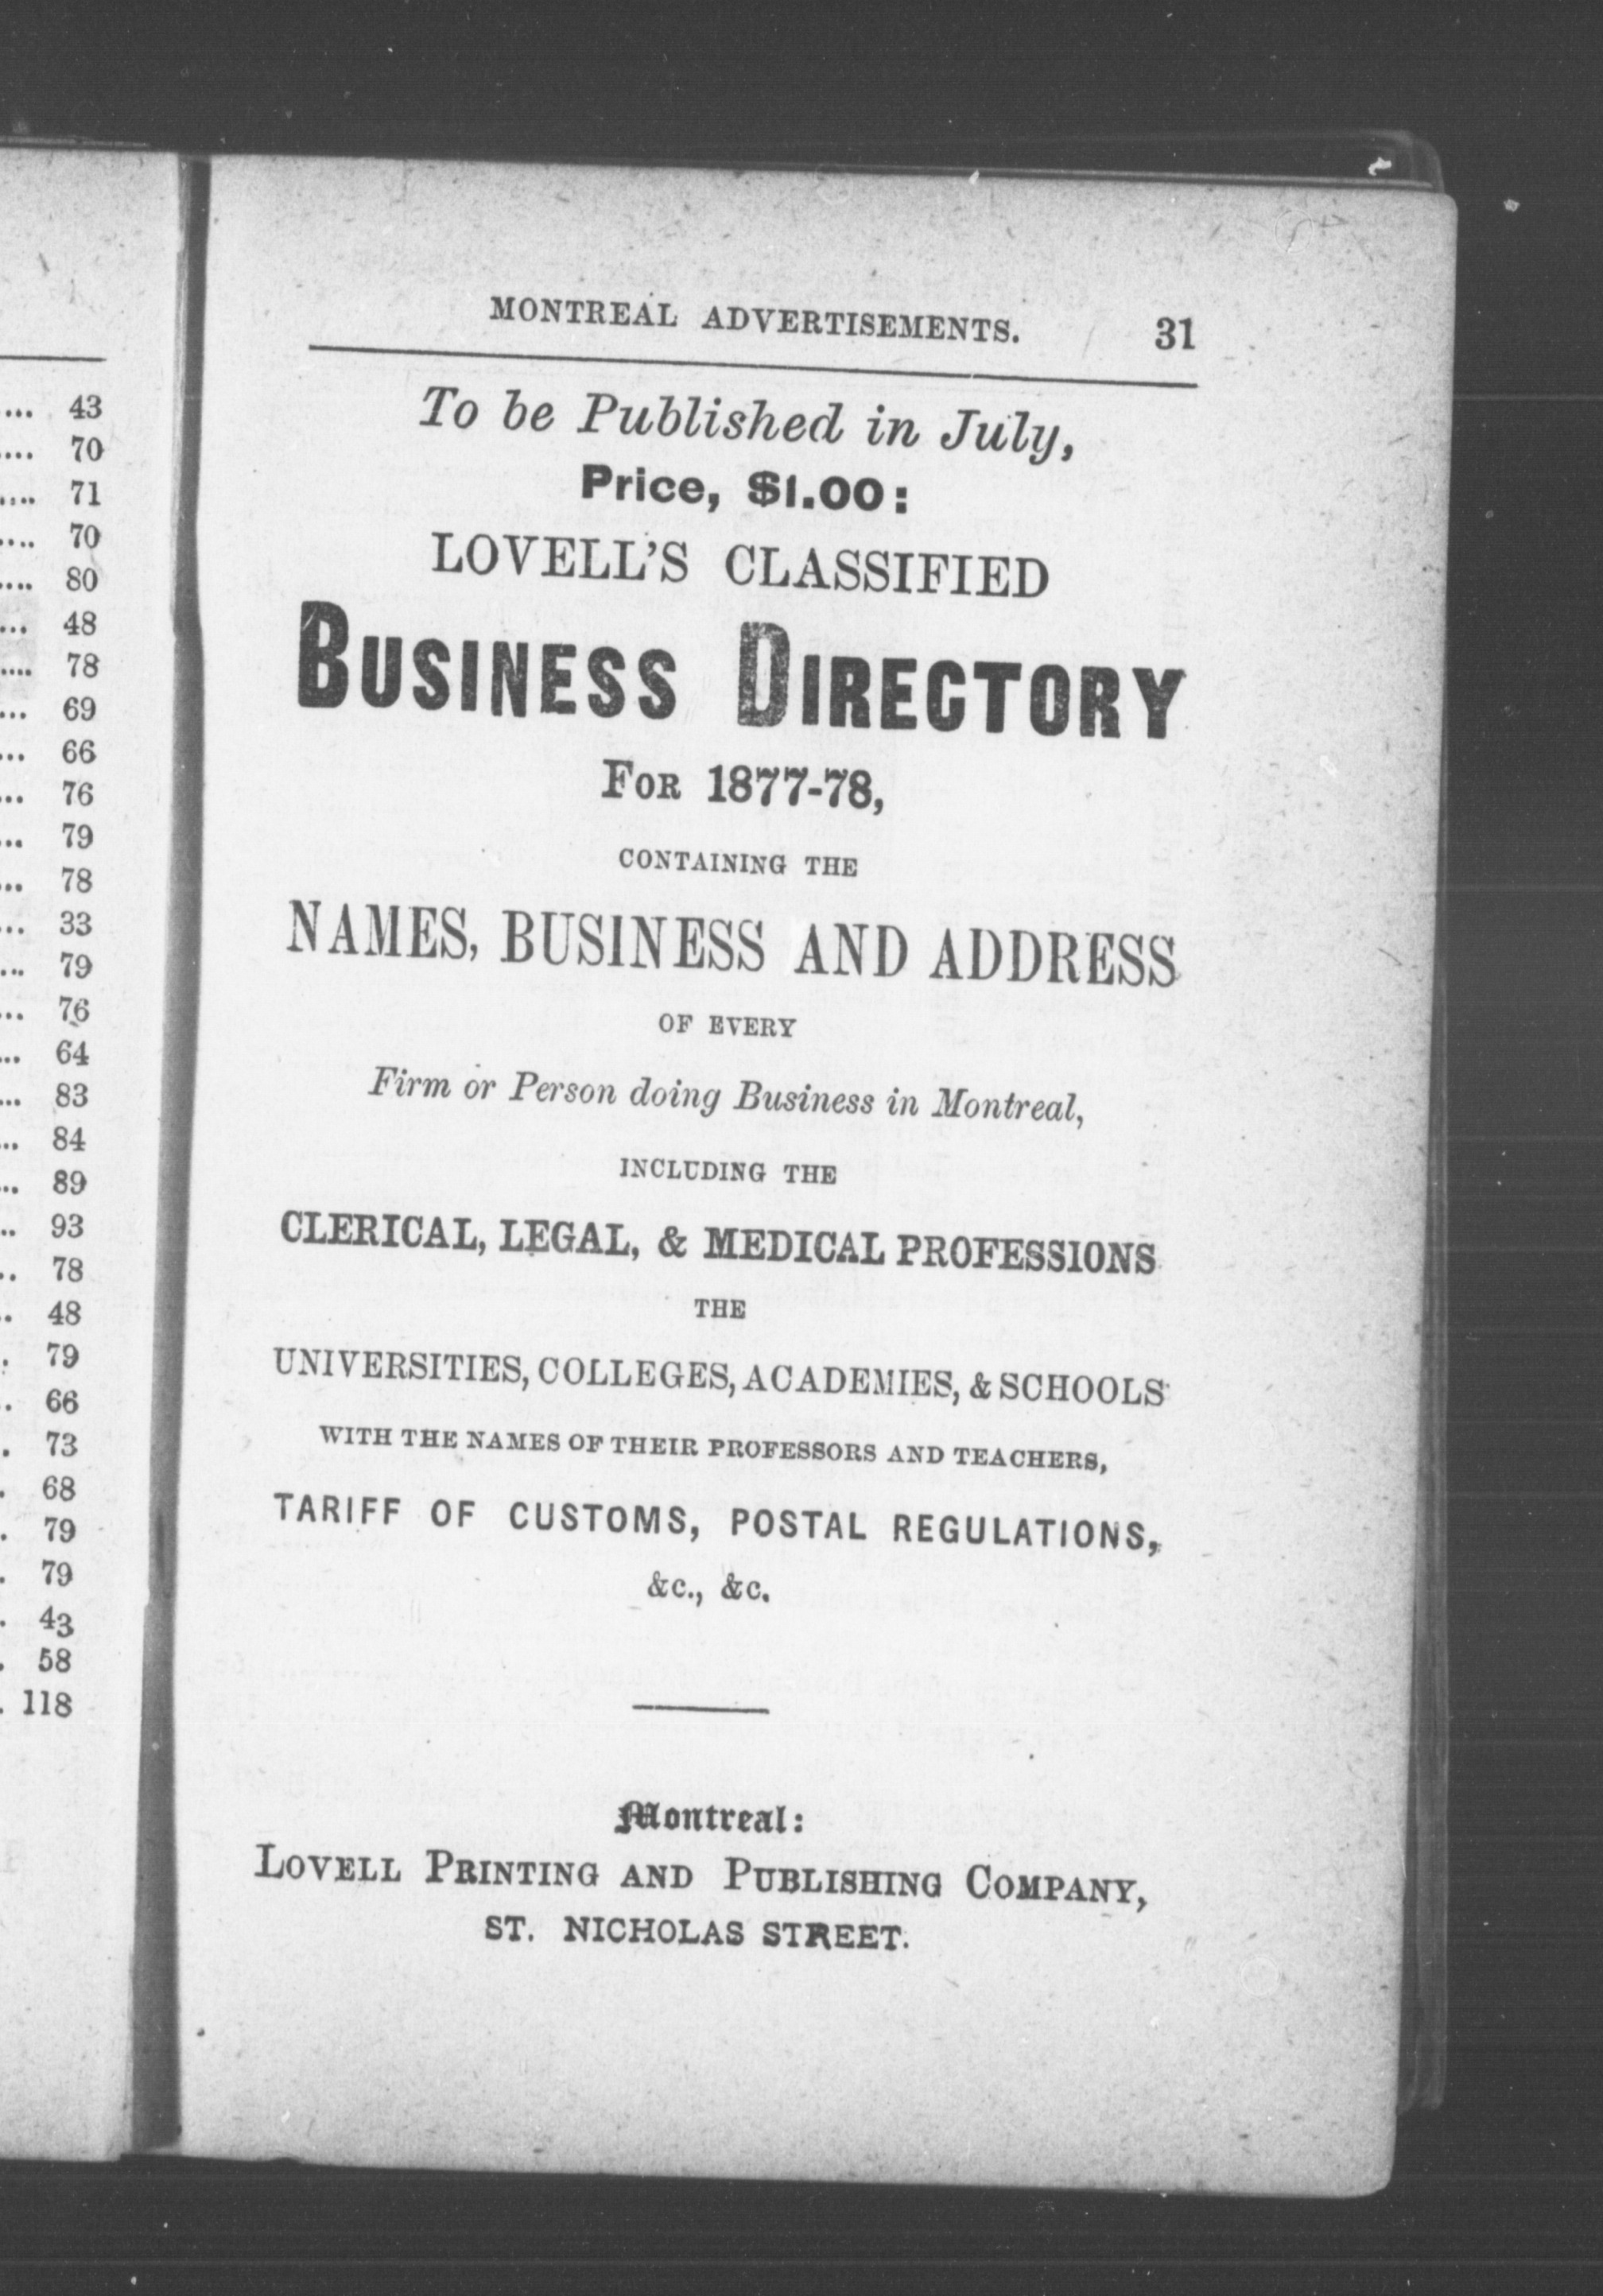 ... 43
.... 70
.... 71
.... 70
.... 80
... 48
.... 78
... 69
... 66
... 76
... 79
... 78
... 33
... 79
... 76
... 64
... 83
... 84
... 89
.. 93
.. 78
.. 48
. 79
. 66
. 73
. 68
. 79
. 79
. 43
. 58
. 118
MONTREAL ADVERTISEMENTS. 31
To be Published in July,
Price, $1.00:
LOVELL'S CLASSIFIED
BUSINESS DIRECTORY
FOR 1877-78,
CONTAINING THE
NAMES, BUSINESS AND ADDRESS
OF EVERY
Firm or Person doing Business in Montreal,
INCLUDING THE
CLERICAL, LEGAL, & MEDICAL PROFESSIONS
THE
UNIVERSITIES, COLLEGES, ACADEMIES, & SCHOOLS
WITH THE NAMES OF THEIR PROFESSORS AND TEACHERS,
TARIFF OF CUSTOMS, POSTAL REGULATIONS,
&c., &c.
Montreal:
LOVELL PRINTING AND PUBLISHING COMPANY,
ST. NICHOLAS STREET.